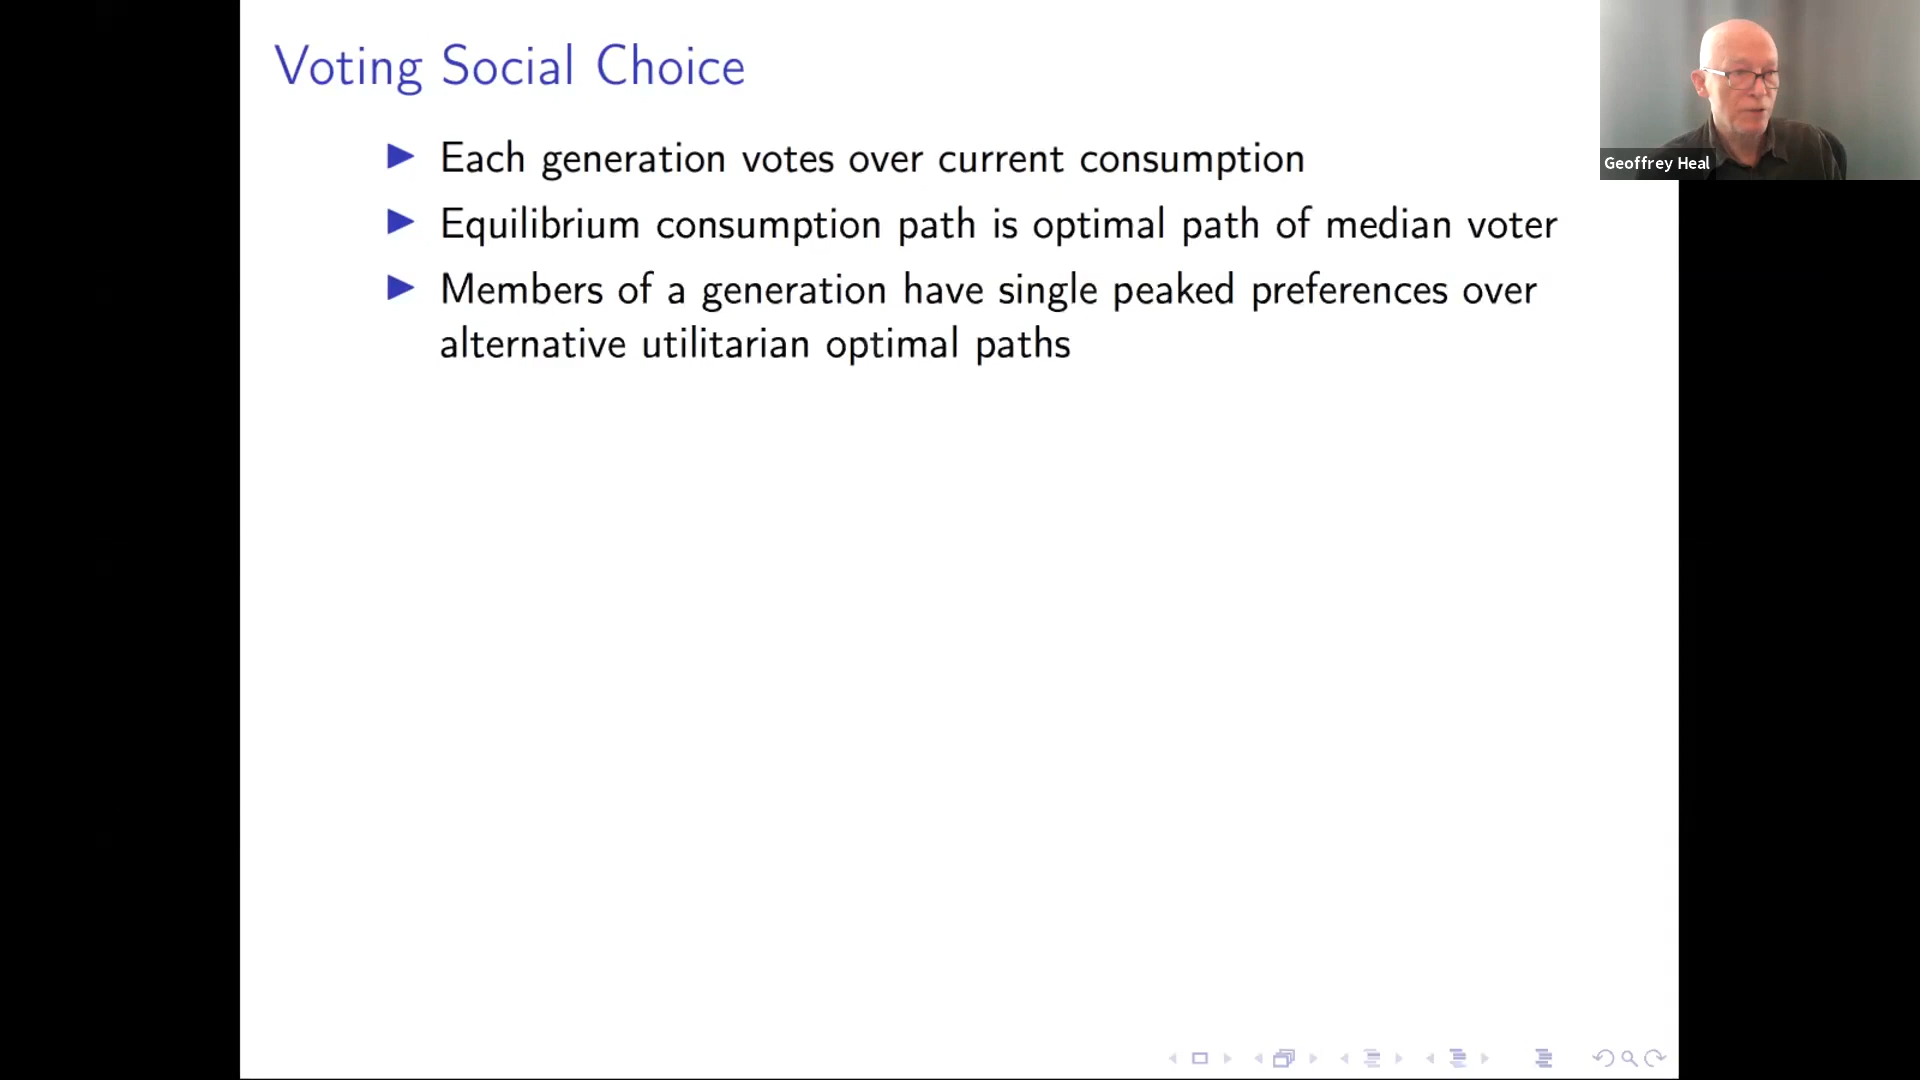 Voting Social Choice
Each generation votes over current consumption
Equilibrium consumption path is optimal path of median voter
Members of a generation have single peaked preferences over
alternative utilitarian optimal paths
Geoffrey Heal